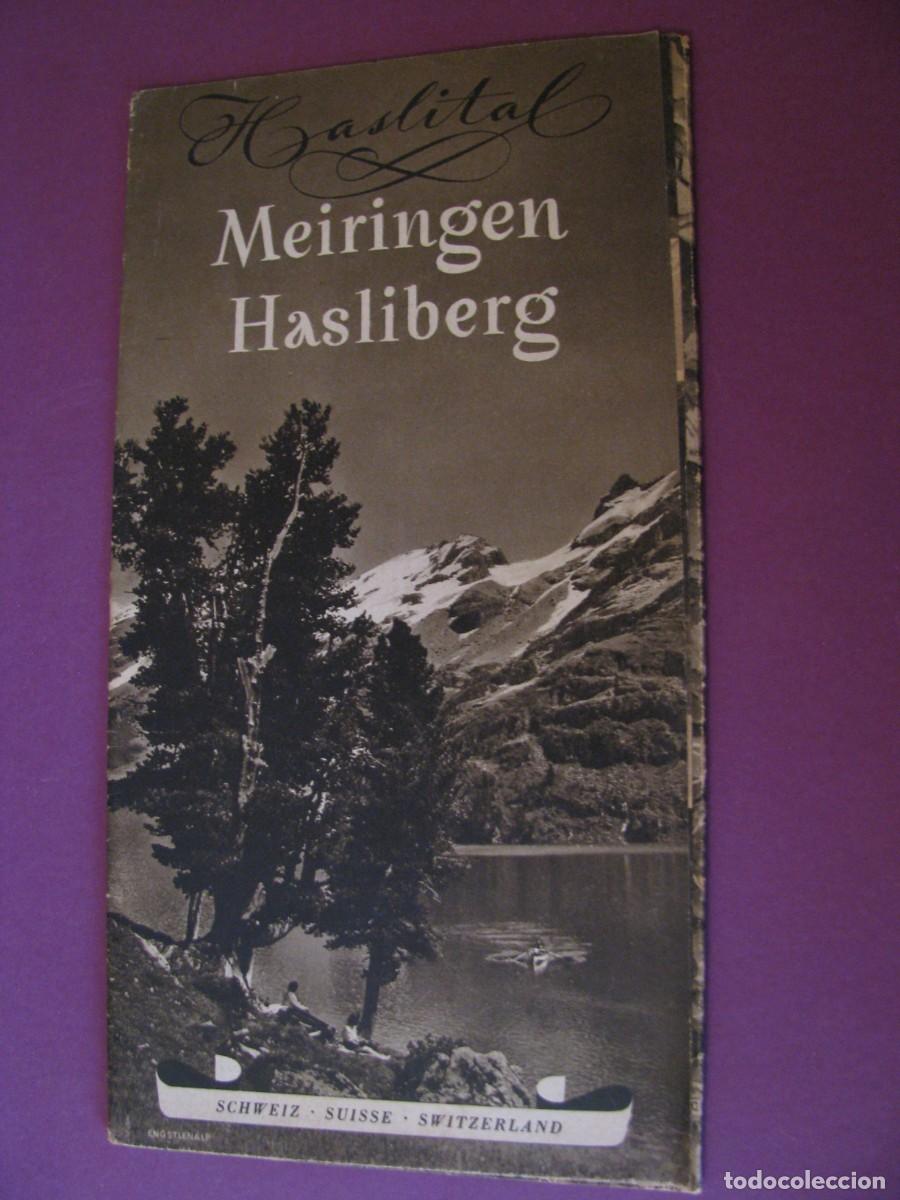 Haslital
Meiringen
Hasliberg
SCHWEIZ · SUISSE · SWITZERLAND
ENGSTLENALP
todocoleccion